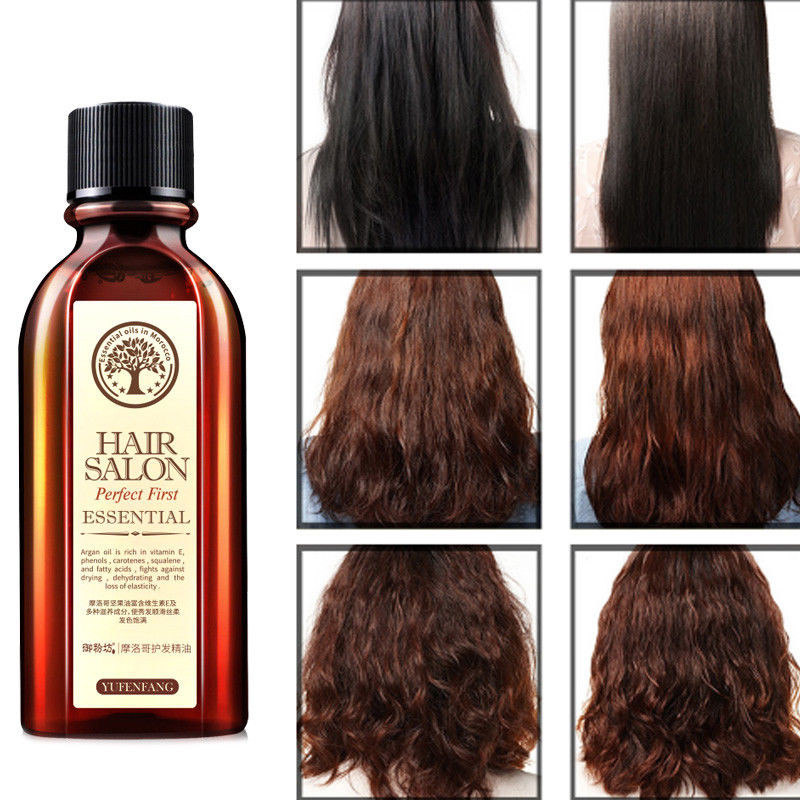 Essential oils in Morocco
HAIR
SALON
Perfect First
ESSENTIAL
Argan oil is rich in vitamin E,
phenols , carotenes , squalene ,
and fatty acids , fights against
drying , dehydrating and the
loss of elasticity .
摩洛哥坚果油富含维生素E及
多种滋养成分,使秀发顺滑丝柔
发色饱满
御勿坊 摩洛哥护发精油
YUFENFANG